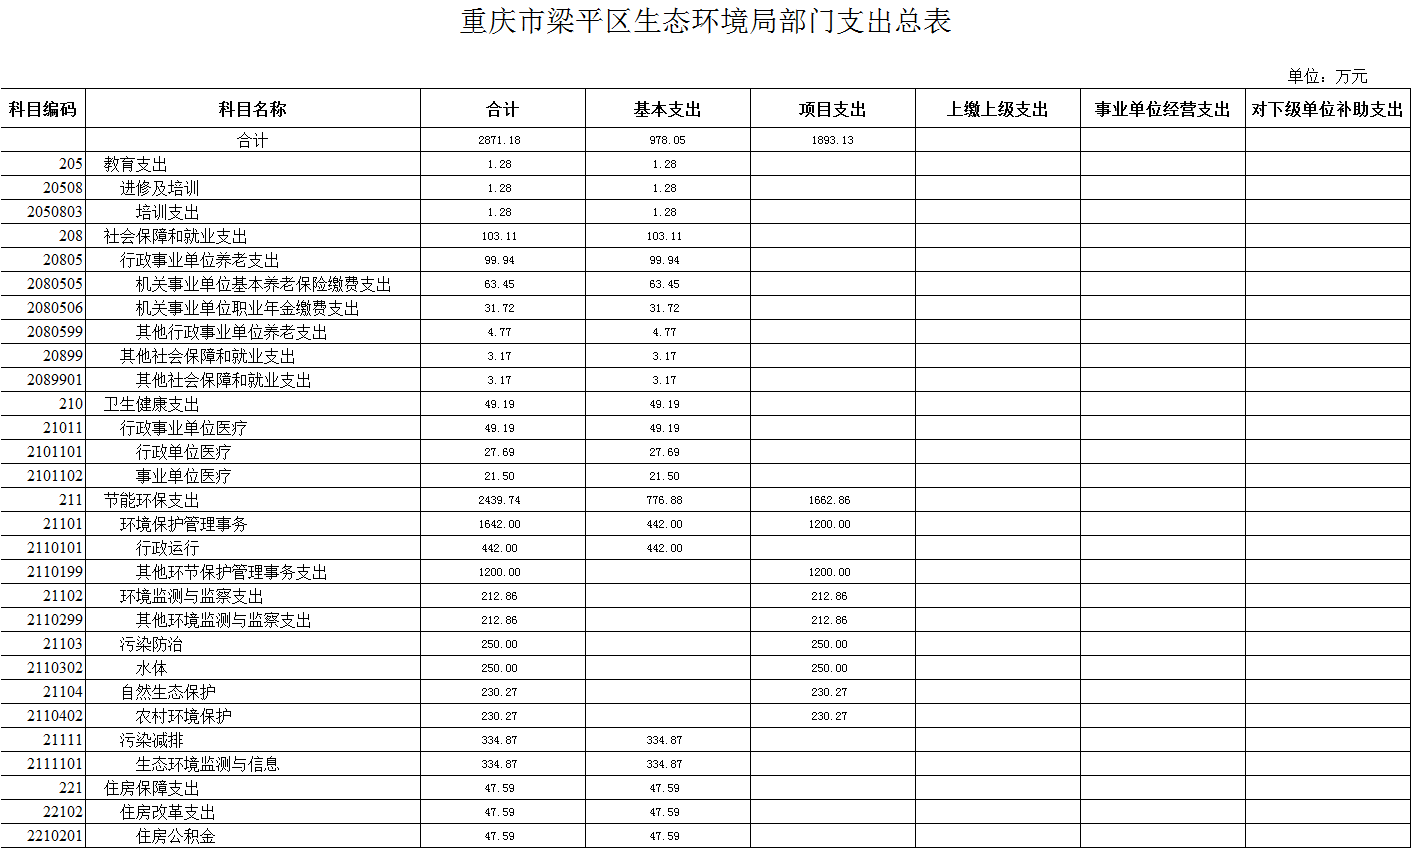 重庆市梁平区生态环境局部门支出总表
单位：万元
科目编码 科目名称 合计 基本支出 项目支出 上缴上级支出 事业单位经营支出 对下级单位补助支出
合计 2871.18 978.05 1893.13
205 教育支出 1.28 1.28
20508 进修及培训 1.28 1.28
2050803 培训支出 1.28 1.28
208 社会保障和就业支出 103.11 103.11
20805 行政事业单位养老支出 99.94 99.94
2080505 机关事业单位基本养老保险缴费支出 63.45 63.45
2080506 机关事业单位职业年金缴费支出 31.72 31.72
2080599 其他行政事业单位养老支出 4.77 4.77
20899 其他社会保障和就业支出 3.17 3.17
2089901 其他社会保障和就业支出 3.17 3.17
210 卫生健康支出 49.19 49.19
21011 行政事业单位医疗 49.19 49.19
2101101 行政单位医疗 27.69 27.69
2101102 事业单位医疗 21.50 21.50
211 节能环保支出 2439.74 776.88 1662.86
21101 环境保护管理事务 1642.00 442.00 1200.00
2110101 行政运行 442.00 442.00
2110199 其他环节保护管理事务支出 1200.00 1200.00
21102 环境监测与监察支出 212.86 212.86
2110299 其他环境监测与监察支出 212.86 212.86
21103 污染防治 250.00 250.00
2110302 水体 250.00 250.00
21104 自然生态保护 230.27 230.27
2110402 农村环境保护 230.27 230.27
21111 污染减排 334.87 334.87
2111101 生态环境监测与信息 334.87 334.87
221 住房保障支出 47.59 47.59
22102 住房改革支出 47.59 47.59
2210201 住房公积金 47.59 47.59